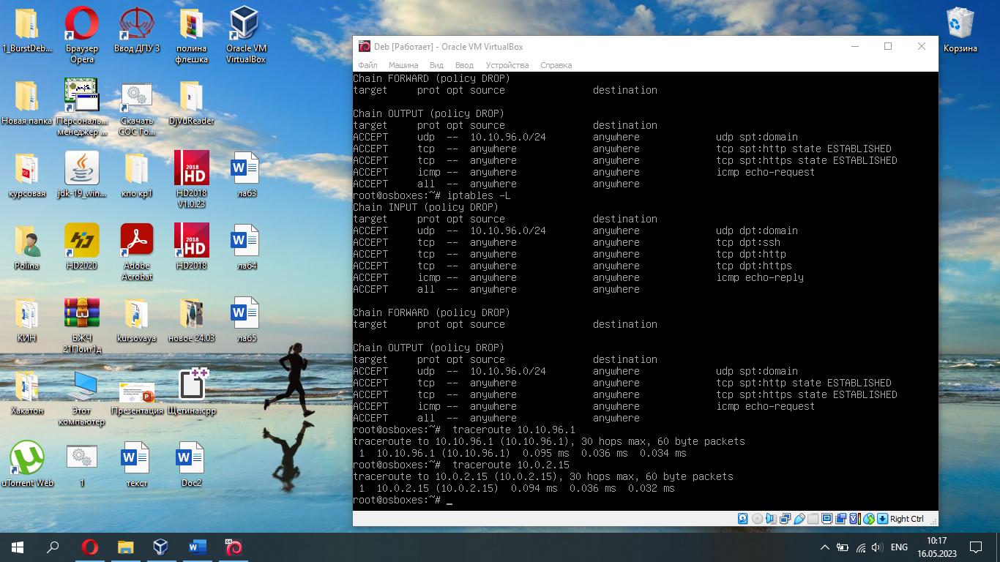 1_BurstDeb...
Браузер
Opera
Ввод ДПУ 3
полина
флешка
Oracle VM
VirtualBox
Корзина
Новая папка
Персональ...
менеджер ...
Скачать
СОС Го...
DjVuReader
курсовая
jdk-19_win...
кпо кр1
HD2018
V1.0.23
лаб3
Polina
HD2020
Adobe
Acrobat
HD2018
лаб4
КИН
БЖЧ
21Поит1д
kursovaya
новое 24.03
лаб5
Хакатон
Этот
компьютер
Презентация
Щетина.cpp
uTorrent Web
1
текст
Doc2
Deb [Работает] - Oracle VM VirtualBox
Файл Машина Вид Ввод Устройства Справка
Chain FORWARD (policy DROP)
target prot opt source destination
Chain OUTPUT (policy DROP)
target prot opt source destination
ACCEPT udp -- 10.10.96.0/24 anywhere udp spt:domain
ACCEPT tcp -- anywhere anywhere tcp spt:http state ESTABLISHED
ACCEPT tcp -- anywhere anywhere tcp spt:https state ESTABLISHED
ACCEPT icmp -- anywhere anywhere icmp echo-request
ACCEPT all -- anywhere anywhere
root@osboxes:~# iptables -L
Chain INPUT (policy DROP)
target prot opt source destination
ACCEPT udp -- 10.10.96.0/24 anywhere udp dpt:domain
ACCEPT tcp -- anywhere anywhere tcp dpt:ssh
ACCEPT tcp -- anywhere anywhere tcp dpt:http
ACCEPT tcp -- anywhere anywhere tcp dpt:https
ACCEPT icmp -- anywhere anywhere icmp echo-reply
ACCEPT all -- anywhere anywhere
Chain FORWARD (policy DROP)
target prot opt source destination
Chain OUTPUT (policy DROP)
target prot opt source destination
ACCEPT udp -- 10.10.96.0/24 anywhere udp spt:domain
ACCEPT tcp -- anywhere anywhere tcp spt:http state ESTABLISHED
ACCEPT tcp -- anywhere anywhere tcp spt:https state ESTABLISHED
ACCEPT icmp -- anywhere anywhere icmp echo-request
ACCEPT all -- anywhere anywhere
root@osboxes:~# traceroute 10.10.96.1
traceroute to 10.10.96.1 (10.10.96.1), 30 hops max, 60 byte packets
1 10.10.96.1 (10.10.96.1) 0.095 ms 0.036 ms 0.034 ms
root@osboxes:~# traceroute 10.0.2.15
traceroute to 10.0.2.15 (10.0.2.15), 30 hops max, 60 byte packets
1 10.0.2.15 (10.0.2.15) 0.094 ms 0.036 ms 0.032 ms
root@osboxes:~# _
Right Ctrl
ENG
10:17
16.05.2023